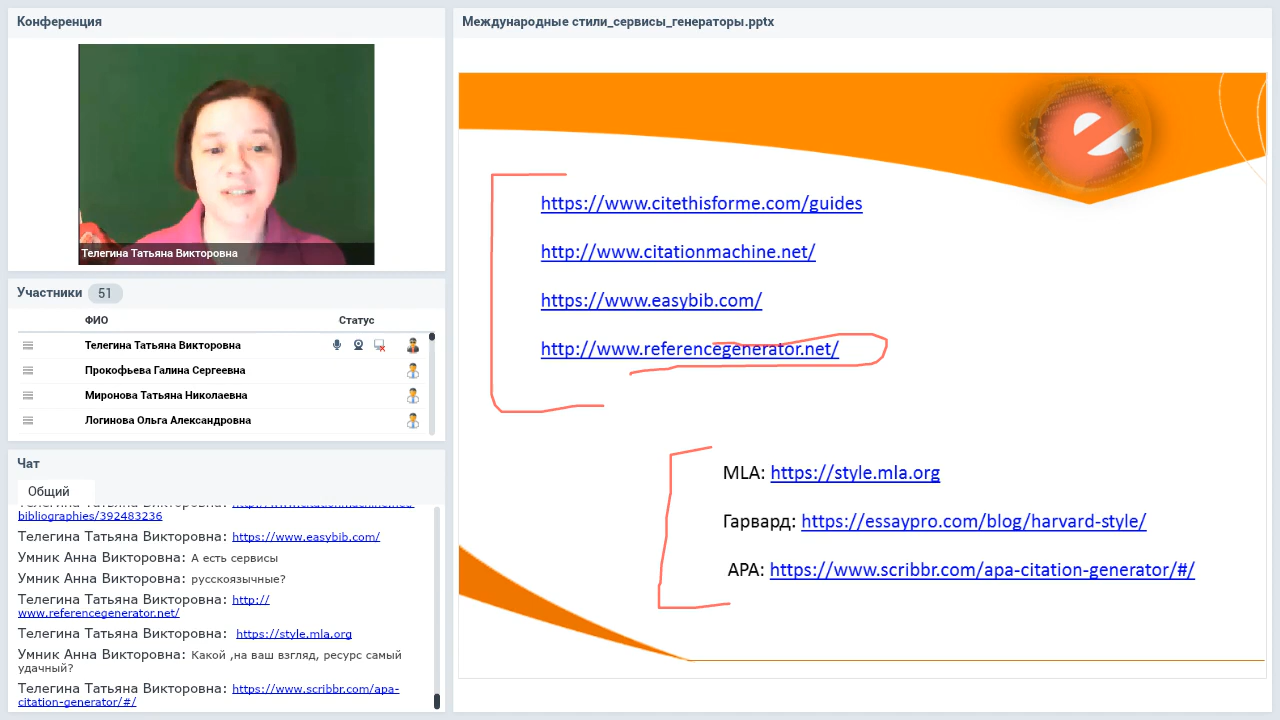 Конференция
Телегина Татьяна Викторовна
Участники 51
ФИО Статус
Телегина Татьяна Викторовна
Прокофьева Галина Сергеевна
Миронова Татьяна Николаевна
Логинова Ольга Александровна
Чат
Общий
Телегина Татьяна Викторовна:
bibliographies/392483236
Телегина Татьяна Викторовна: https://www.easybib.com/
Умник Анна Викторовна: А есть сервисы
Умник Анна Викторовна: русскоязычные?
Телегина Татьяна Викторовна: http://
www.referencegenerator.net/
Телегина Татьяна Викторовна: https://style.mla.org
Умник Анна Викторовна: Какой ,на ваш взгляд, ресурс самый
удачный?
Телегина Татьяна Викторовна: https://www.scribbr.com/apa-
citation-generator/#/
Международные стили_сервисы_генераторы.pptx
https://www.citethisforme.com/guides
http://www.citationmachine.net/
https://www.easybib.com/
http://www.referencegenerator.net/
MLA: https://style.mla.org
Гарвард: https://essaypro.com/blog/harvard-style/
APA: https://www.scribbr.com/apa-citation-generator/#/